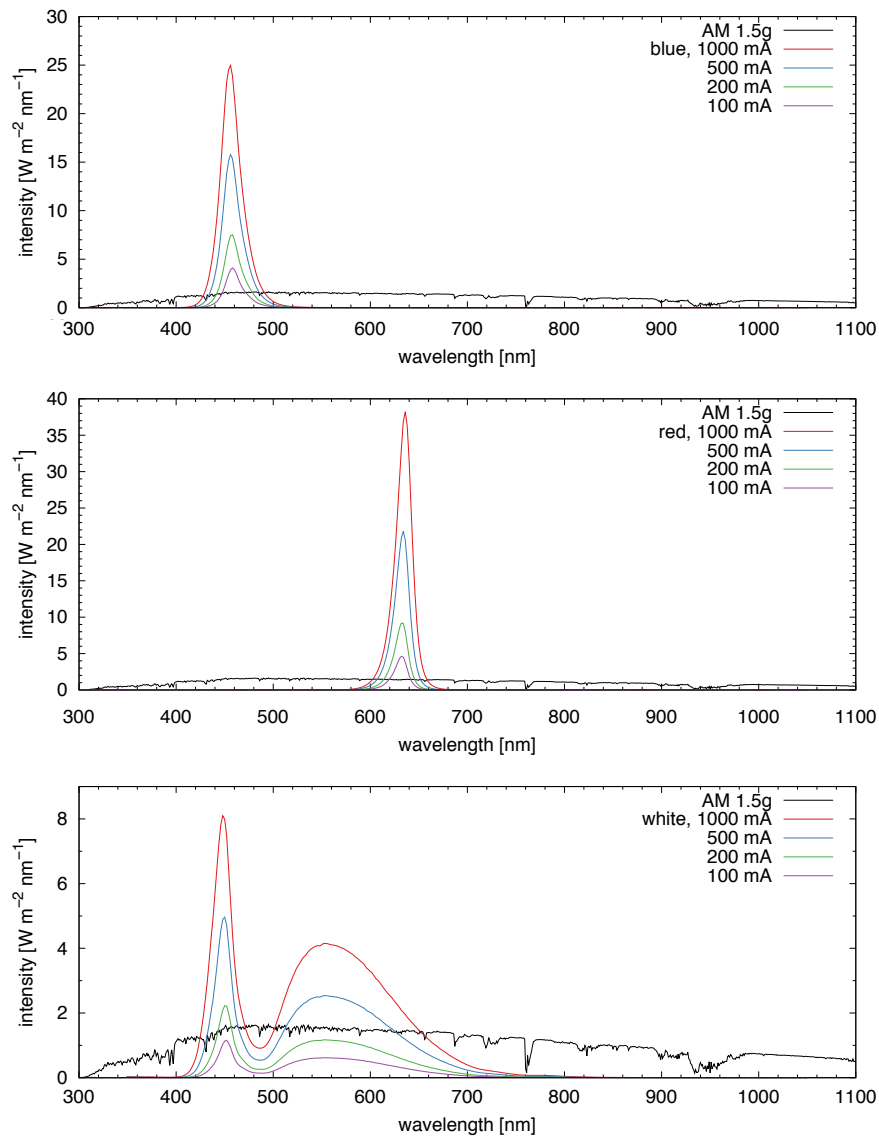 30
25
20
15
10
5
0
intensity [W m⁻² nm⁻¹]
AM 1.5g
blue, 1000 mA
500 mA
200 mA
100 mA
300 400 500 600 700 800 900 1000 1100
wavelength [nm]
40
35
30
25
20
15
10
5
0
intensity [W m⁻² nm⁻¹]
AM 1.5g
red, 1000 mA
500 mA
200 mA
100 mA
300 400 500 600 700 800 900 1000 1100
wavelength [nm]
8
6
4
2
0
intensity [W m⁻² nm⁻¹]
AM 1.5g
white, 1000 mA
500 mA
200 mA
100 mA
300 400 500 600 700 800 900 1000 1100
wavelength [nm]